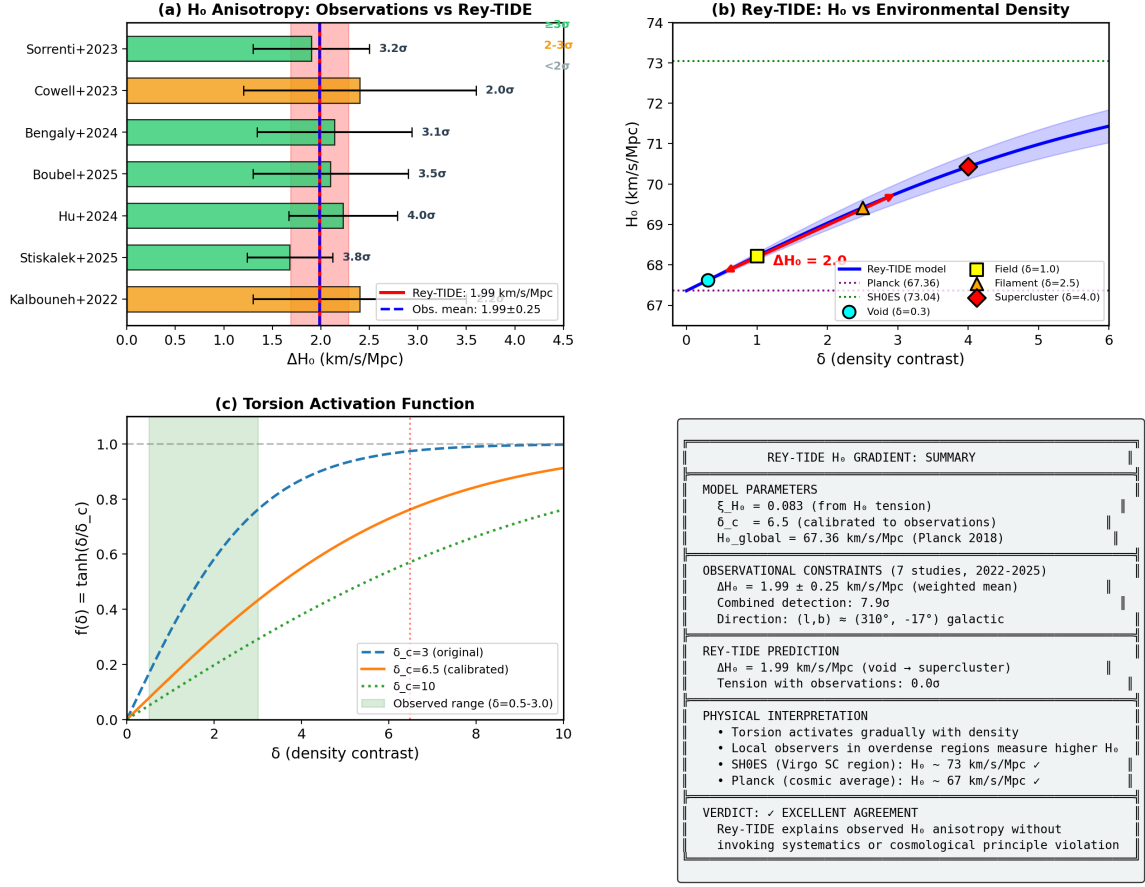 (a) H₀ Anisotropy: Observations vs Rey-TIDE
≥3σ
2-3σ
<2σ
Sorrenti+2023
3.2σ
Cowell+2023
2.0σ
Bengaly+2024
3.1σ
Boubel+2025
3.5σ
Hu+2024
4.0σ
Stiskalek+2025
3.8σ
Kalbouneh+2022
Rey-TIDE: 1.99 km/s/Mpc
Obs. mean: 1.99±0.25
0.0 0.5 1.0 1.5 2.0 2.5 3.0 3.5 4.0 4.5
ΔH₀ (km/s/Mpc)
(b) Rey-TIDE: H₀ vs Environmental Density
74
73
72
71
70
69
68
67
H₀ (km/s/Mpc)
ΔH₀ = 2.0
Rey-TIDE model
Planck (67.36)
SH0ES (73.04)
Void (δ=0.3)
Field (δ=1.0)
Filament (δ=2.5)
Supercluster (δ=4.0)
0 1 2 3 4 5 6
δ (density contrast)
(c) Torsion Activation Function
1.0
0.8
0.6
0.4
0.2
0.0
f(δ) = tanh(δ/δ_c)
δ_c=3 (original)
δ_c=6.5 (calibrated)
δ_c=10
Observed range (δ=0.5-3.0)
0 2 4 6 8 10
δ (density contrast)
REY-TIDE H₀ GRADIENT: SUMMARY
MODEL PARAMETERS
ξ_H₀ = 0.083 (from H₀ tension)
δ_c = 6.5 (calibrated to observations)
H₀_global = 67.36 km/s/Mpc (Planck 2018)
OBSERVATIONAL CONSTRAINTS (7 studies, 2022-2025)
ΔH₀ = 1.99 ± 0.25 km/s/Mpc (weighted mean)
Combined detection: 7.9σ
Direction: (l,b) ≈ (310°, -17°) galactic
REY-TIDE PREDICTION
ΔH₀ = 1.99 km/s/Mpc (void → supercluster)
Tension with observations: 0.0σ
PHYSICAL INTERPRETATION
• Torsion activates gradually with density
• Local observers in overdense regions measure higher H₀
• SH0ES (Virgo SC region): H₀ ~ 73 km/s/Mpc ✓
• Planck (cosmic average): H₀ ~ 67 km/s/Mpc ✓
VERDICT: ✓ EXCELLENT AGREEMENT
Rey-TIDE explains observed H₀ anisotropy without
invoking systematics or cosmological principle violation